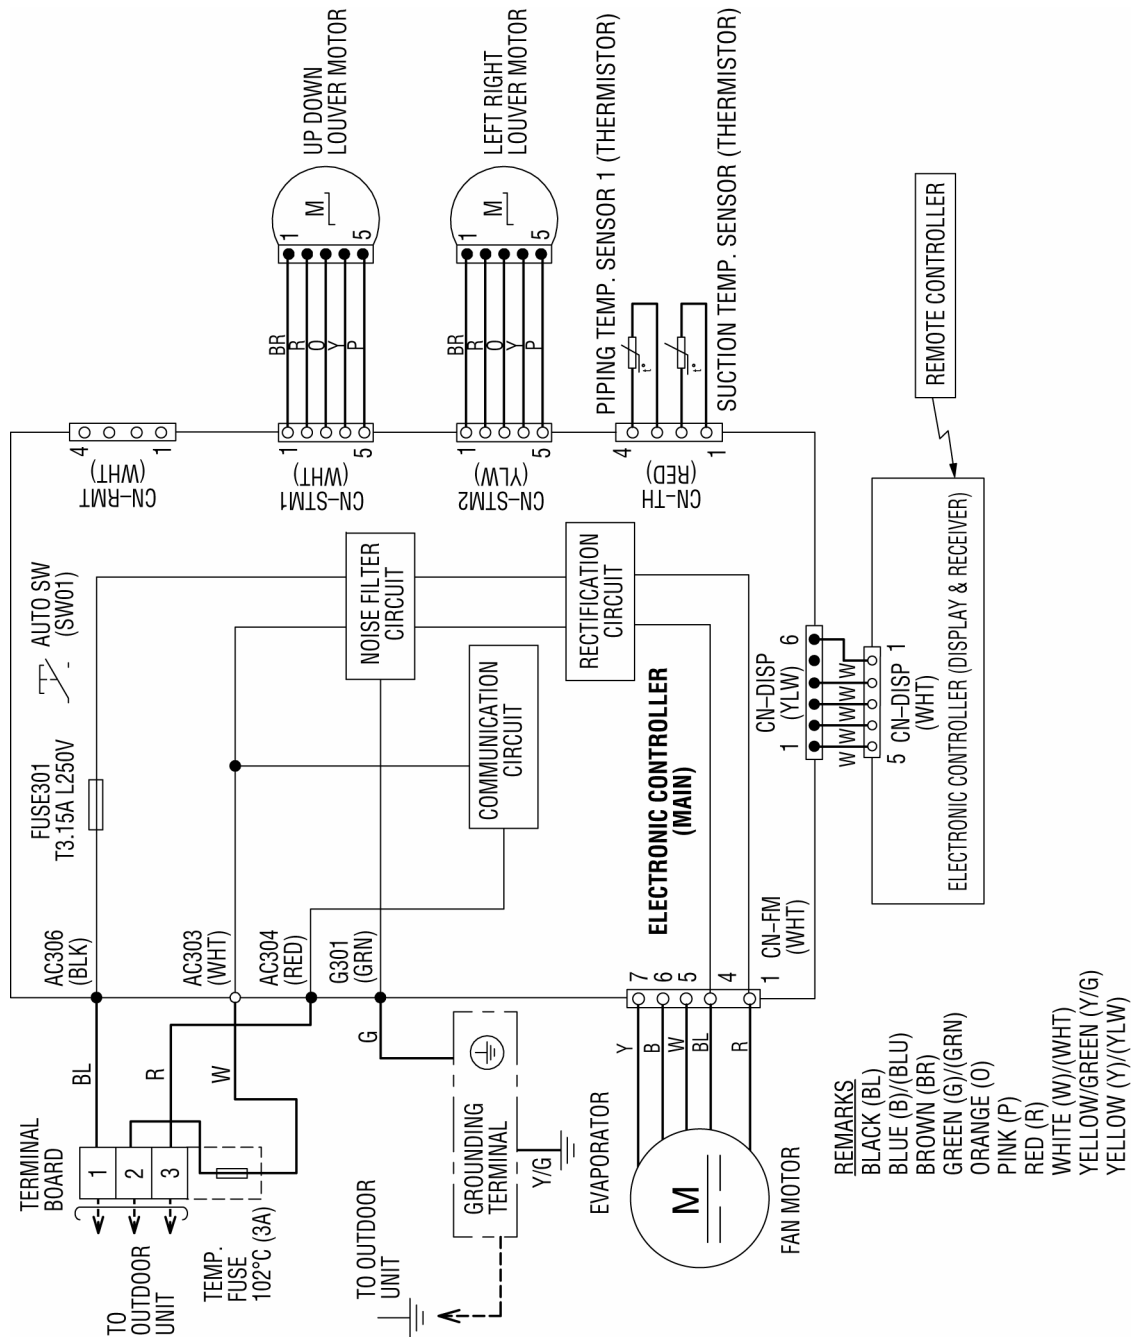 UP DOWN
LOUVER MOTOR
M
1
5
BR
R
O
Y
P
LEFT RIGHT
LOUVER MOTOR
M
1
5
BR
R
O
Y
P
PIPING TEMP. SENSOR 1 (THERMISTOR)
t°
t°
SUCTION TEMP. SENSOR (THERMISTOR)
REMOTE CONTROLLER
4
1
CN–RMT
(WHT)
1
5
CN–STM1
(WHT)
1
5
CN–STM2
(YLW)
4
1
CN–TH
(RED)
AUTO SW
(SW01)
NOISE FILTER
CIRCUIT
RECTIFICATION
CIRCUIT
COMMUNICATION
CIRCUIT
FUSE301
T3.15A L250V
ELECTRONIC CONTROLLER
(MAIN)
CN–DISP
(YLW)
1
6
W
W
W
W
W
5
1
CN–DISP
(WHT)
ELECTRONIC CONTROLLER (DISPLAY & RECEIVER)
AC306
(BLK)
AC303
(WHT)
AC304
(RED)
G301
(GRN)
7
6
5
4
1
CN–FM
(WHT)
BL
R
W
G
Y
B
W
BL
R
TERMINAL
BOARD
1
2
3
TO
OUTDOOR
UNIT
TEMP.
FUSE
102°C (3A)
GROUNDING
TERMINAL
Y/G
TO OUTDOOR
UNIT
EVAPORATOR
M
FAN MOTOR
REMARKS
BLACK (BL)
BLUE (B)/(BLU)
BROWN (BR)
GREEN (G)/(GRN)
ORANGE (O)
PINK (P)
RED (R)
WHITE (W)/(WHT)
YELLOW/GREEN (Y/G)
YELLOW (Y)/(YLW)